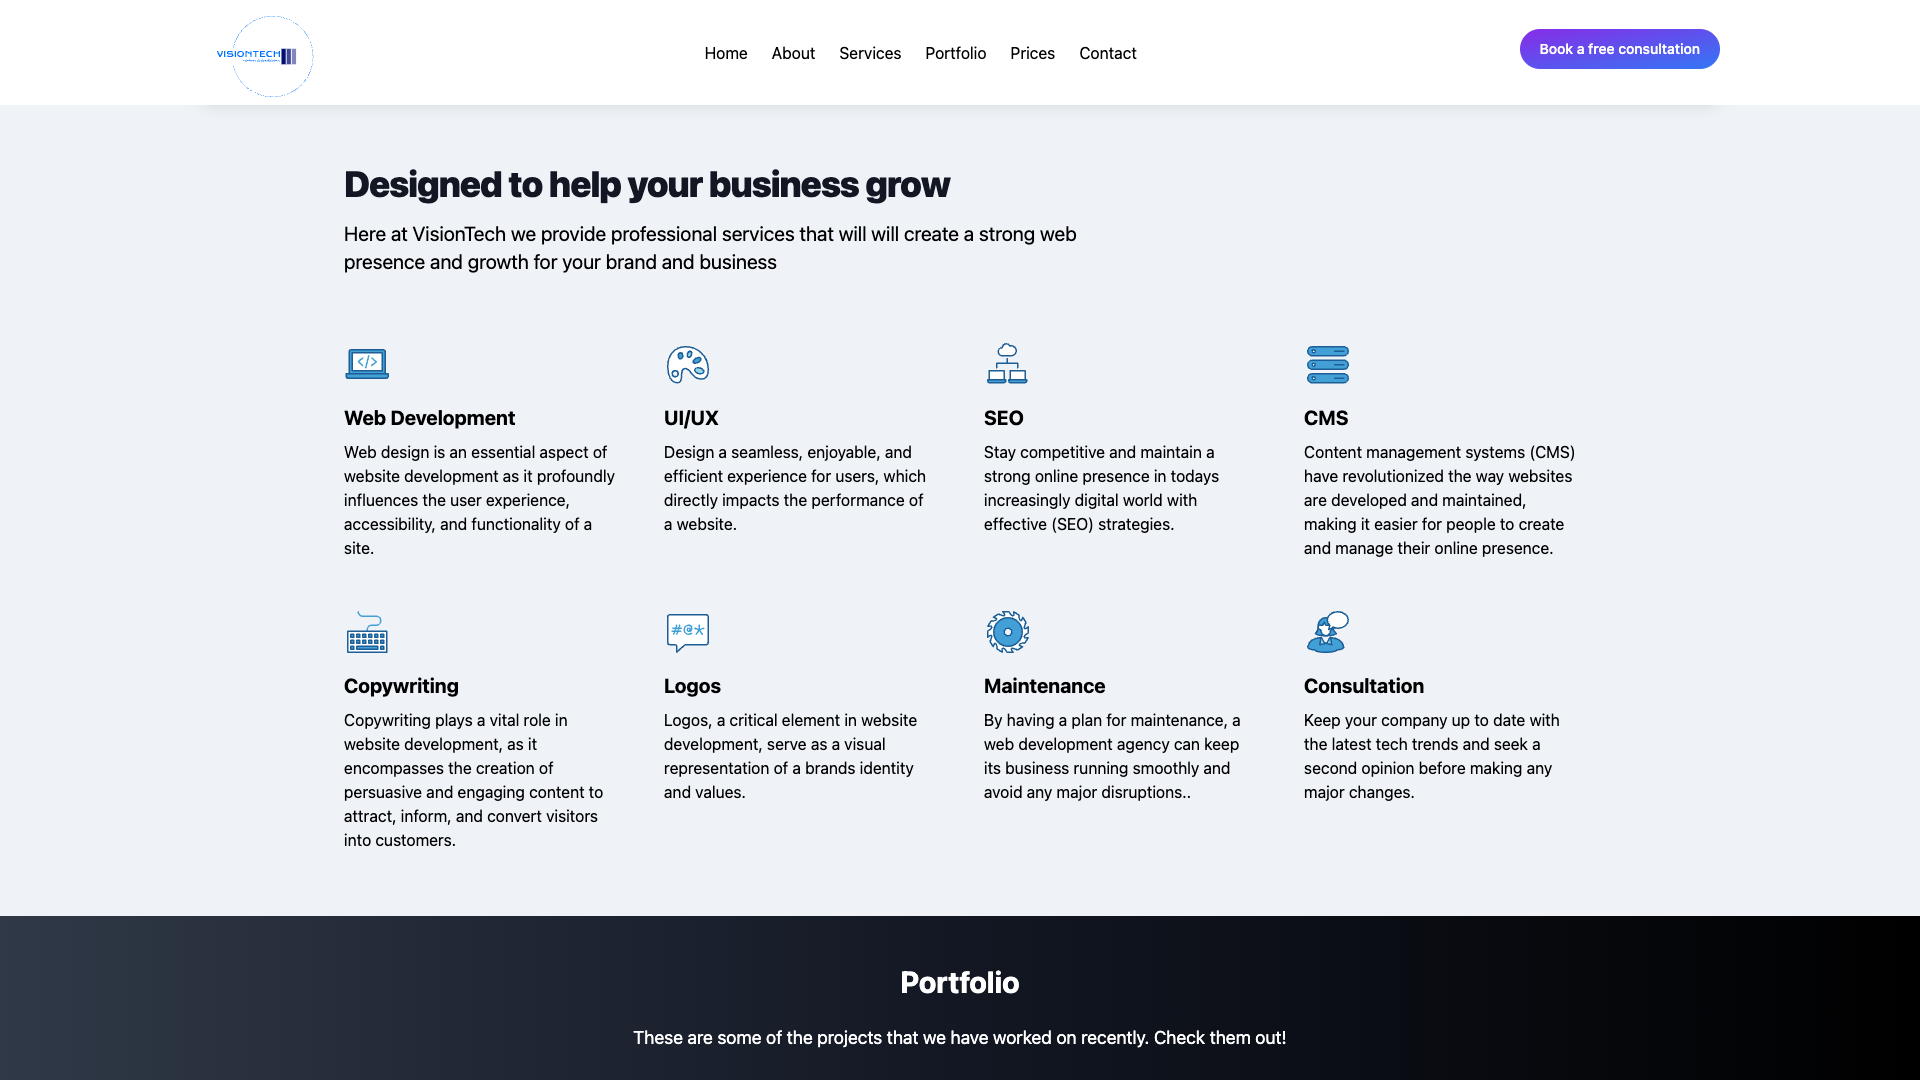 VISIONTECH
Home
About
Services
Portfolio
Prices
Contact
Book a free consultation
Designed to help your business grow
Here at VisionTech we provide professional services that will will create a strong web
presence and growth for your brand and business
</>
Web Development
Web design is an essential aspect of
website development as it profoundly
influences the user experience,
accessibility, and functionality of a
site.
UI/UX
Design a seamless, enjoyable, and
efficient experience for users, which
directly impacts the performance of
a website.
SEO
Stay competitive and maintain a
strong online presence in todays
increasingly digital world with
effective (SEO) strategies.
CMS
Content management systems (CMS)
have revolutionized the way websites
are developed and maintained,
making it easier for people to create
and manage their online presence.
Copywriting
Copywriting plays a vital role in
website development, as it
encompasses the creation of
persuasive and engaging content to
attract, inform, and convert visitors
into customers.
#@*
Logos
Logos, a critical element in website
development, serve as a visual
representation of a brands identity
and values.
Maintenance
By having a plan for maintenance, a
web development agency can keep
its business running smoothly and
avoid any major disruptions..
Consultation
Keep your company up to date with
the latest tech trends and seek a
second opinion before making any
major changes.
Portfolio
These are some of the projects that we have worked on recently. Check them out!